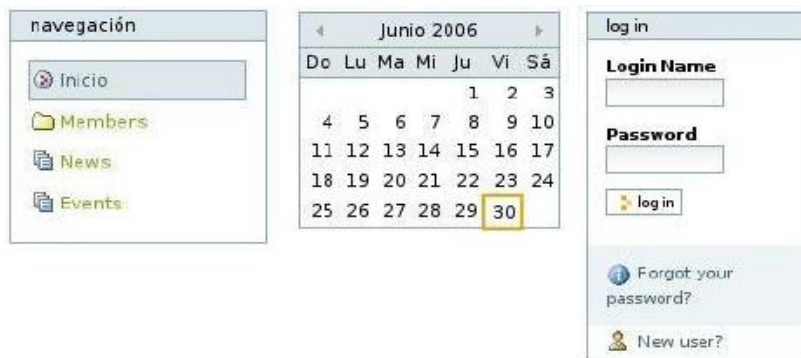 navegación
Inicio
Members
News
Events
Junio 2006
Do Lu Ma Mi Ju Vi Sá
1 2 3
4 5 6 7 8 9 10
11 12 13 14 15 16 17
18 19 20 21 22 23 24
25 26 27 28 29 30
log in
Login Name
Password
log in
Forgot your
password?
New user?